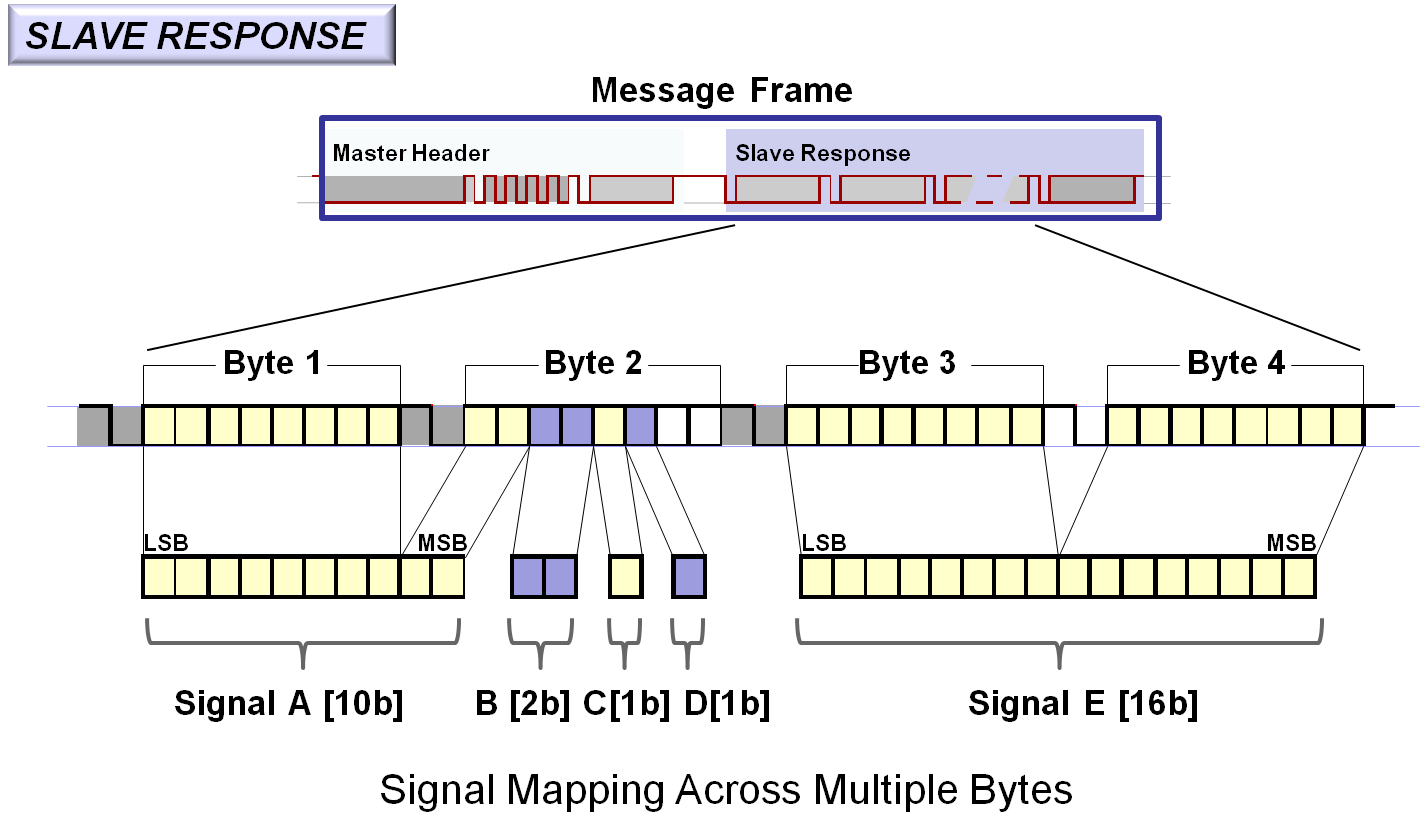 SLAVE RESPONSE
Message Frame
Master Header
Slave Response
Byte 1
Byte 2
Byte 3
Byte 4
LSB
MSB
LSB
MSB
Signal A [10b]
B [2b]
C[1b]
D[1b]
Signal E [16b]
Signal Mapping Across Multiple Bytes